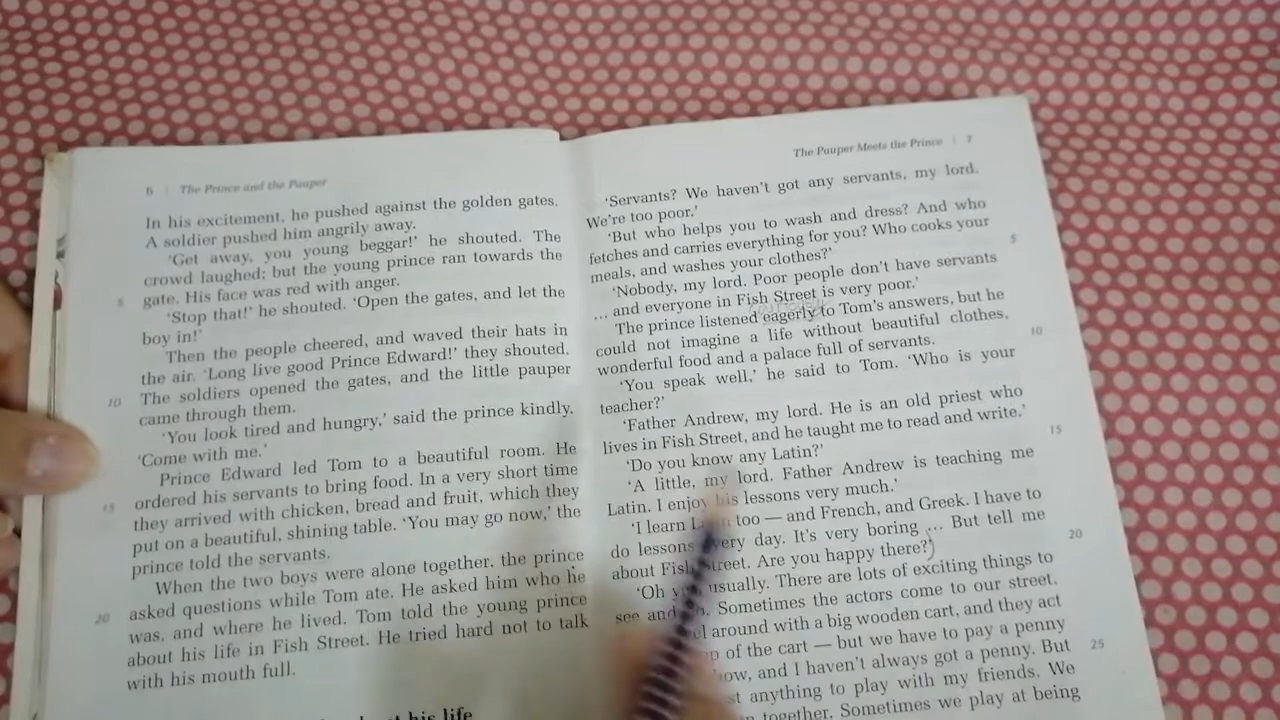 6 | The Prince and the Pauper
In his excitement, he pushed against the golden gates.
A soldier pushed him angrily away.
‘Get away, you young beggar!’ he shouted. The
crowd laughed; but the young prince ran towards the
5 gate. His face was red with anger.
‘Stop that!’ he shouted. ‘Open the gates, and let the
boy in!’
Then the people cheered, and waved their hats in
the air. ‘Long live good Prince Edward!’ they shouted.
10 The soldiers opened the gates, and the little pauper
came through them.
‘You look tired and hungry,’ said the prince kindly.
‘Come with me.’
Prince Edward led Tom to a beautiful room. He
15 ordered his servants to bring food. In a very short time
they arrived with chicken, bread and fruit, which they
put on a beautiful, shining table. ‘You may go now,’ the
prince told the servants.
When the two boys were alone together, the prince
20 asked questions while Tom ate. He asked him who he
was, and where he lived. Tom told the young prince
about his life in Fish Street. He tried hard not to talk
with his mouth full.
his life
The Pauper Meets the Prince | 7
‘Servants? We haven’t got any servants, my lord.
We’re too poor.’
‘But who helps you to wash and dress? And who
fetches and carries everything for you? Who cooks your
5 meals, and washes your clothes?’
‘Nobody, my lord. Poor people don’t have servants
... and everyone in Fish Street is very poor.’
The prince listened eagerly to Tom’s answers, but he
could not imagine a life without beautiful clothes,
10 wonderful food and a palace full of servants.
‘You speak well,’ he said to Tom. ‘Who is your
teacher?’
‘Father Andrew, my lord. He is an old priest who
lives in Fish Street, and he taught me to read and write.’
15 ‘Do you know any Latin?’
‘A little, my lord. Father Andrew is teaching me
Latin. I enjoy his lessons very much.’
‘I learn Latin too — and French, and Greek. I have to
do lessons every day. It’s very boring ... But tell me
20 about Fish Street. Are you happy there?’
‘Oh usually. There are lots of exciting things to
see and Sometimes the actors come to our street.
around with a big wooden cart, and they act
of the cart — but we have to pay a penny
25 and I haven’t always got a penny. But
anything to play with my friends. We
together. Sometimes we play at being